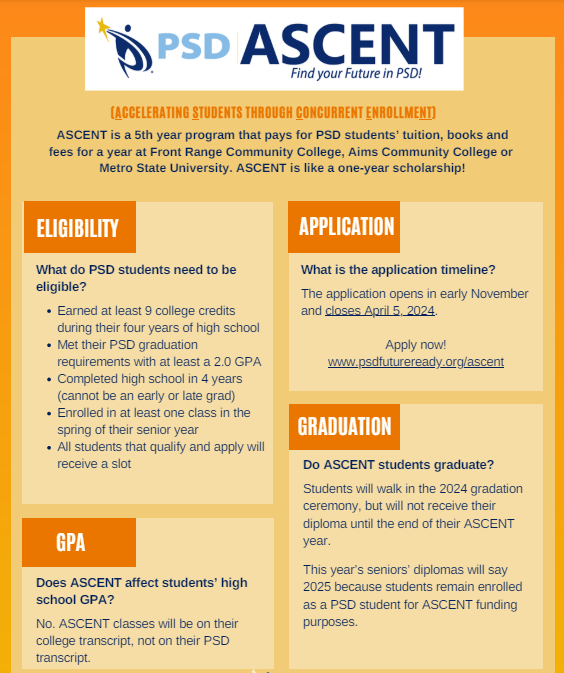 PSD ASCENT
Find your Future in PSD!
(ACCELERATING STUDENTS THROUGH CONCURRENT ENROLLMENT)
ASCENT is a 5th year program that pays for PSD students' tuition, books and
fees for a year at Front Range Community College, Aims Community College or
Metro State University. ASCENT is like a one-year scholarship!
ELIGIBILITY
What do PSD students need to be
eligible?
• Earned at least 9 college credits
during their four years of high school
• Met their PSD graduation
requirements with at least a 2.0 GPA
• Completed high school in 4 years
(cannot be an early or late grad)
• Enrolled in at least one class in the
spring of their senior year
• All students that qualify and apply will
receive a slot
GPA
Does ASCENT affect students' high
school GPA?
No. ASCENT classes will be on their
college transcript, not on their PSD
transcript.
APPLICATION
What is the application timeline?
The application opens in early November
and closes April 5, 2024.
Apply now!
www.psdfutureready.org/ascent
GRADUATION
Do ASCENT students graduate?
Students will walk in the 2024 gradation
ceremony, but will not receive their
diploma until the end of their ASCENT
year.
This year's seniors' diplomas will say
2025 because students remain enrolled
as a PSD student for ASCENT funding
purposes.